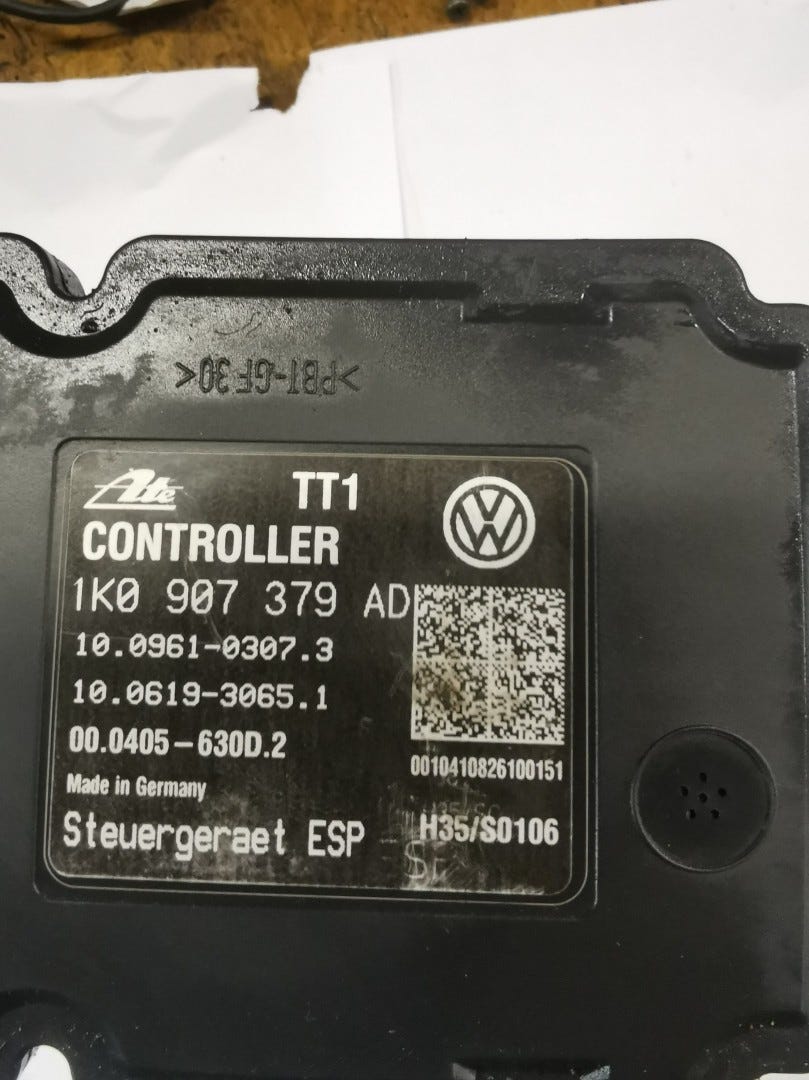 >PBT-GF30<
Ate
TT1
CONTROLLER
1K0 907 379 AD
10.0961-0307.3
10.0619-3065.1
00.0405-630D.2
0010410826100151
Made in Germany
Steuergeraet ESP
H35/S0106